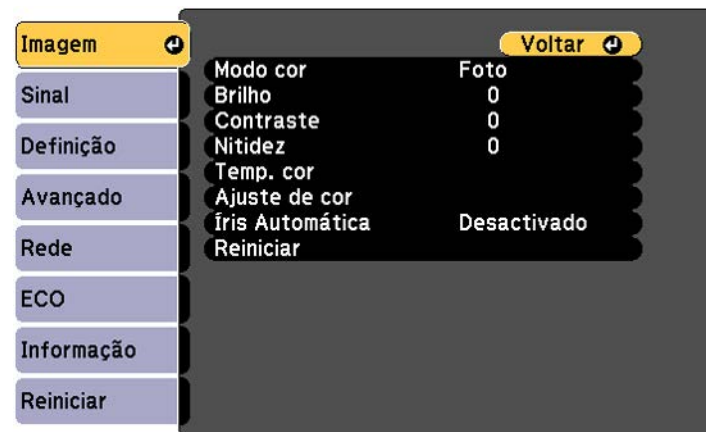 Imagem
Sinal
Definição
Avançado
Rede
ECO
Informação
Reiniciar
Voltar
Modo cor Foto
Brilho 0
Contraste 0
Nitidez 0
Temp. cor
Ajuste de cor
Íris Automática Desactivado
Reiniciar